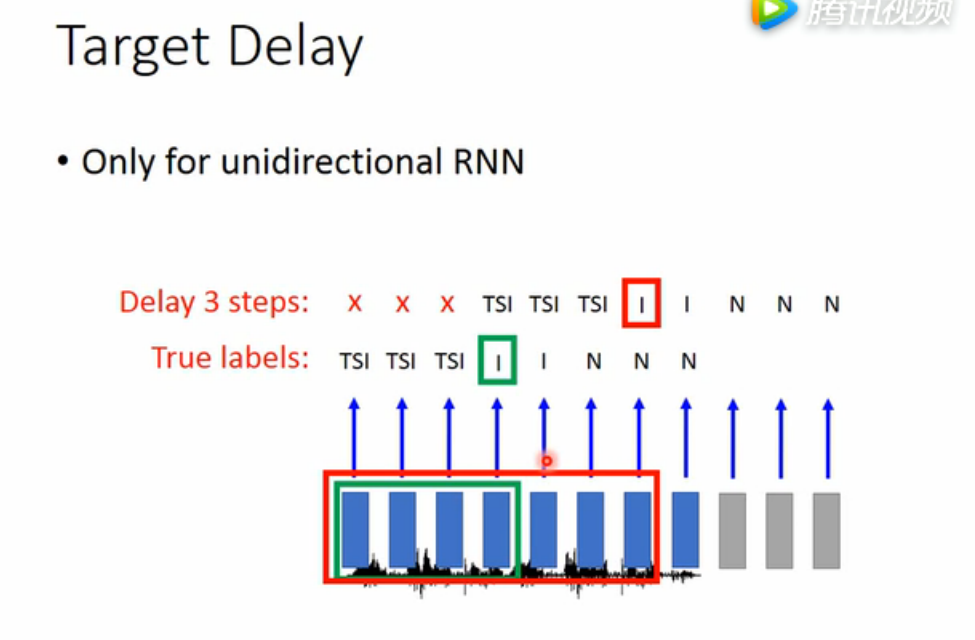 腾讯视频
Target Delay
• Only for unidirectional RNN
Delay 3 steps: X X X TSI TSI TSI I I N N N
True labels: TSI TSI TSI I I N N N